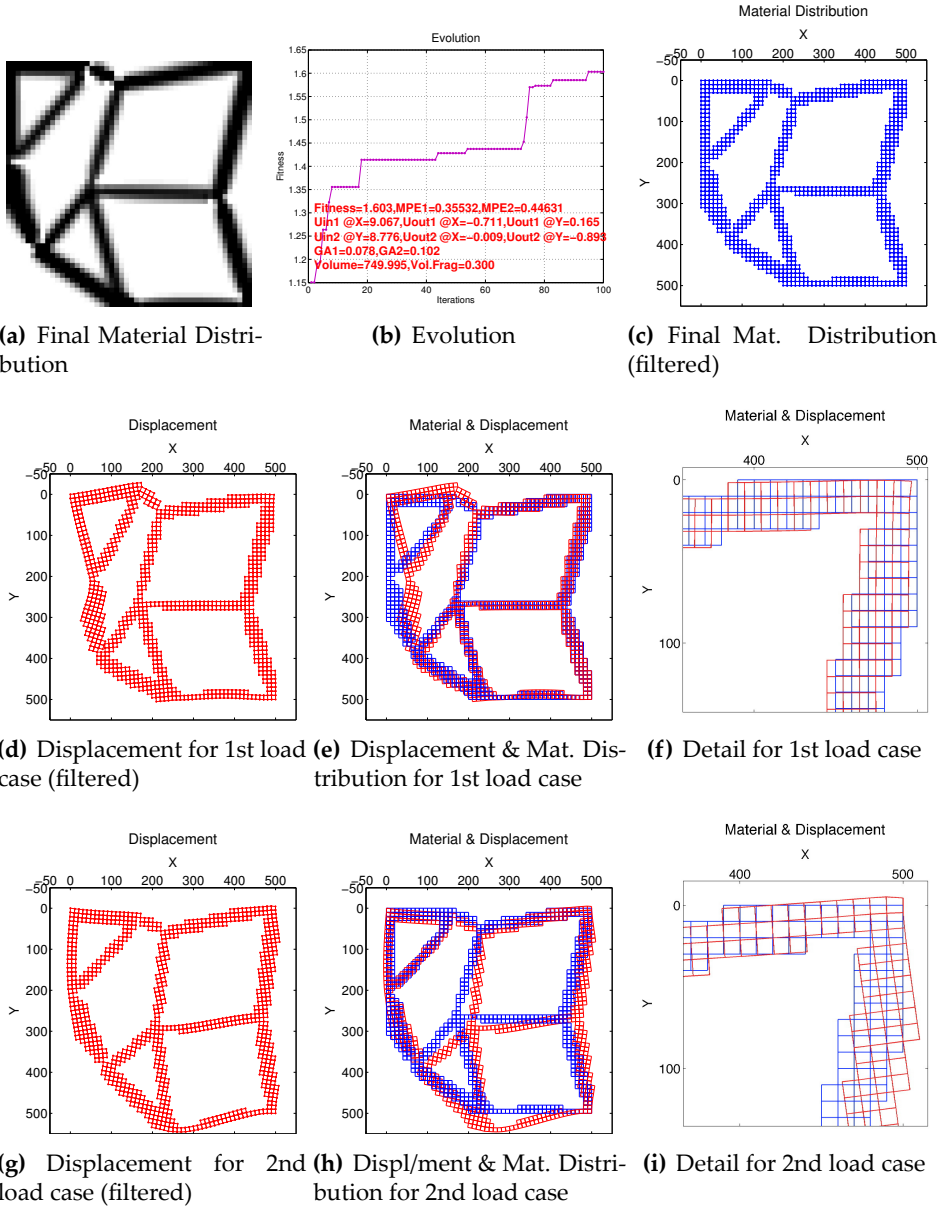 Evolution
1.65
1.6
1.55
1.5
1.45
1.4
1.35
1.3
1.25
1.2
1.15
Fitness
Fitness=1.603,MPE1=0.35532,MPE2=0.44631
Uin1 @X=9.067,Uout1 @X=−0.711,Uout1 @Y=0.165
Uin2 @Y=8.776,Uout2 @X=−0.009,Uout2 @Y=−0.893
GA1=0.078,GA2=0.102
Volume=749.995,Vol.Frag=0.300
0 20 40 60 80 100
Iterations
Material Distribution
X
−50 0 100 200 300 400 500
0
100
200
300
400
500
Y
(a) Final Material Distri-
bution
(b) Evolution
(c) Final Mat. Distribution
(filtered)
Displacement
X
−50 0 100 200 300 400 500
0
100
200
300
400
500
Y
Material & Displacement
X
−50 0 100 200 300 400 500
0
100
200
300
400
500
Y
Material & Displacement
X
400 500
0
100
Y
(d) Displacement for 1st load
case (filtered)
(e) Displacement & Mat. Dis-
tribution for 1st load case
(f) Detail for 1st load case
Displacement
X
−50 0 100 200 300 400 500
0
100
200
300
400
500
Y
Material & Displacement
X
−50 0 100 200 300 400 500
0
100
200
300
400
500
Y
Material & Displacement
X
400 500
0
100
Y
(g) Displacement for 2nd
load case (filtered)
(h) Displ/ment & Mat. Distri-
bution for 2nd load case
(i) Detail for 2nd load case